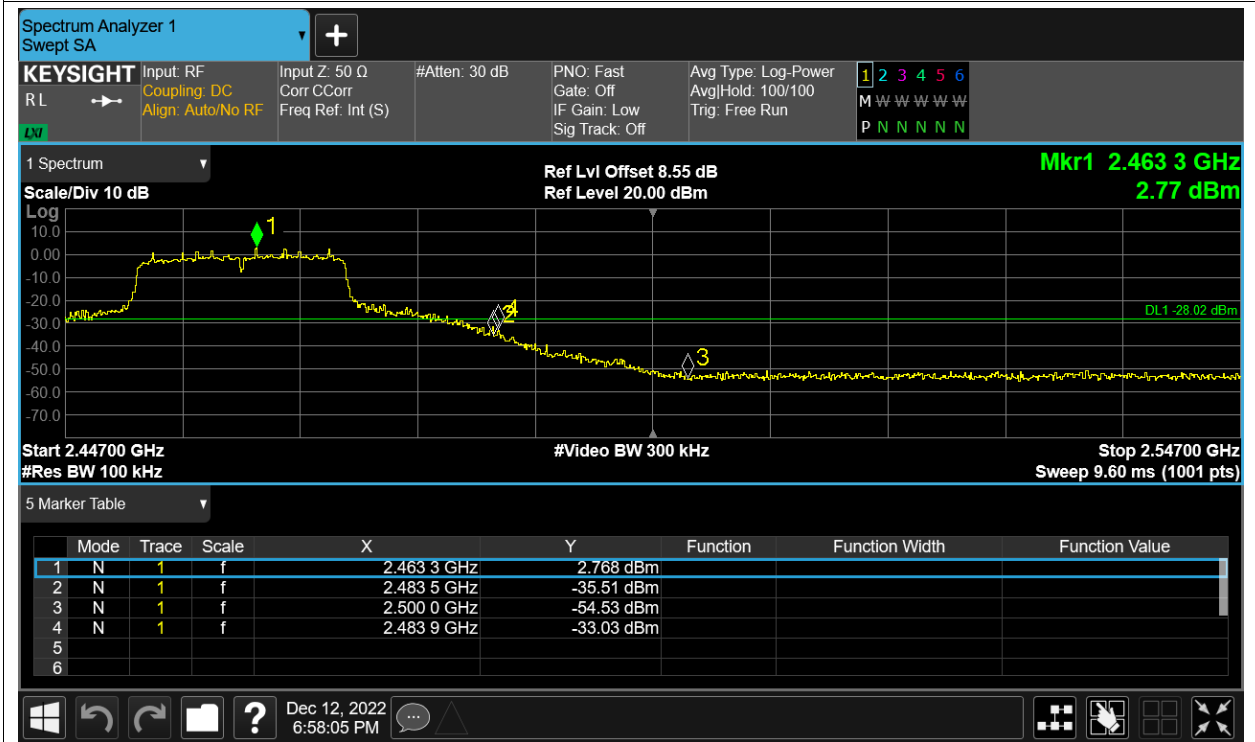 Spectrum Analyzer 1
Swept SA
KEYSIGHT Input: RF Input Z: 50 Ω #Atten: 30 dB PNO: Fast Avg Type: Log-Power 1 2 3 4 5 6
R L Coupling: DC Corr CCorr Gate: Off Avg|Hold: 100/100 M W W W W W W
Align: Auto/No RF Freq Ref: Int (S) IF Gain: Low Trig: Free Run
LXI Sig Track: Off P N N N N N
1 Spectrum Ref Lvl Offset 8.55 dB Mkr1 2.463 3 GHz
Scale/Div 10 dB Ref Level 20.00 dBm 2.77 dBm
Log
1
10.0
0.00
-10.0
-20.0
2 4
DL1 -28.02 dBm
-30.0
-40.0
3
-50.0
-60.0
-70.0
Start 2.44700 GHz #Video BW 300 kHz Stop 2.54700 GHz
#Res BW 100 kHz Sweep 9.60 ms (1001 pts)
5 Marker Table
Mode Trace Scale X Y Function Function Width Function Value
1 N 1 f 2.463 3 GHz 2.768 dBm
2 N 1 f 2.483 5 GHz -35.51 dBm
3 N 1 f 2.500 0 GHz -54.53 dBm
4 N 1 f 2.483 9 GHz -33.03 dBm
5
6
? Dec 12, 2022
6:58:05 PM